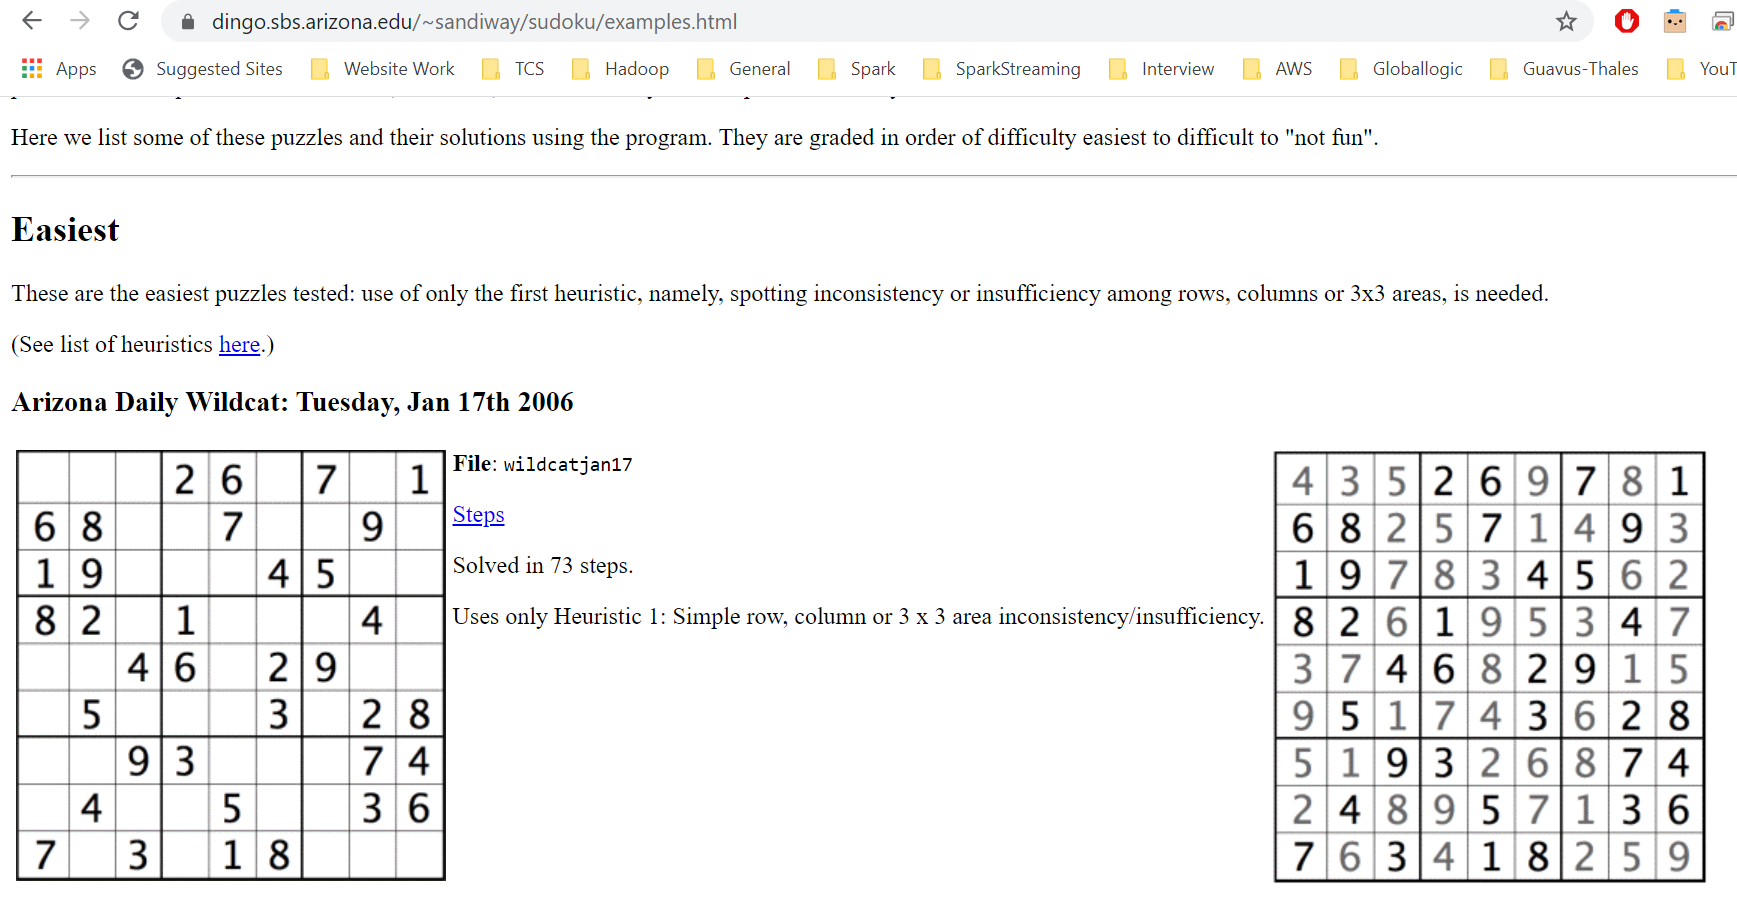 dingo.sbs.arizona.edu/~sandiway/sudoku/examples.html
Apps Suggested Sites Website Work TCS Hadoop General Spark SparkStreaming Interview AWS Globallogic Guavus-Thales YouT
Here we list some of these puzzles and their solutions using the program. They are graded in order of difficulty easiest to difficult to "not fun".
Easiest
These are the easiest puzzles tested: use of only the first heuristic, namely, spotting inconsistency or insufficiency among rows, columns or 3x3 areas, is needed.
(See list of heuristics here.)
Arizona Daily Wildcat: Tuesday, Jan 17th 2006
2 6 7 1
6 8 7 9
1 9 4 5
8 2 1 4
4 6 2 9
5 3 2 8
9 3 7 4
4 5 3 6
7 3 1 8
File: wildcatjan17
Steps
Solved in 73 steps.
Uses only Heuristic 1: Simple row, column or 3 x 3 area inconsistency/insufficiency.
4 3 5 2 6 9 7 8 1
6 8 2 5 7 1 4 9 3
1 9 7 8 3 4 5 6 2
8 2 6 1 9 5 3 4 7
3 7 4 6 8 2 9 1 5
9 5 1 7 4 3 6 2 8
5 1 9 3 2 6 8 7 4
2 4 8 9 5 7 1 3 6
7 6 3 4 1 8 2 5 9